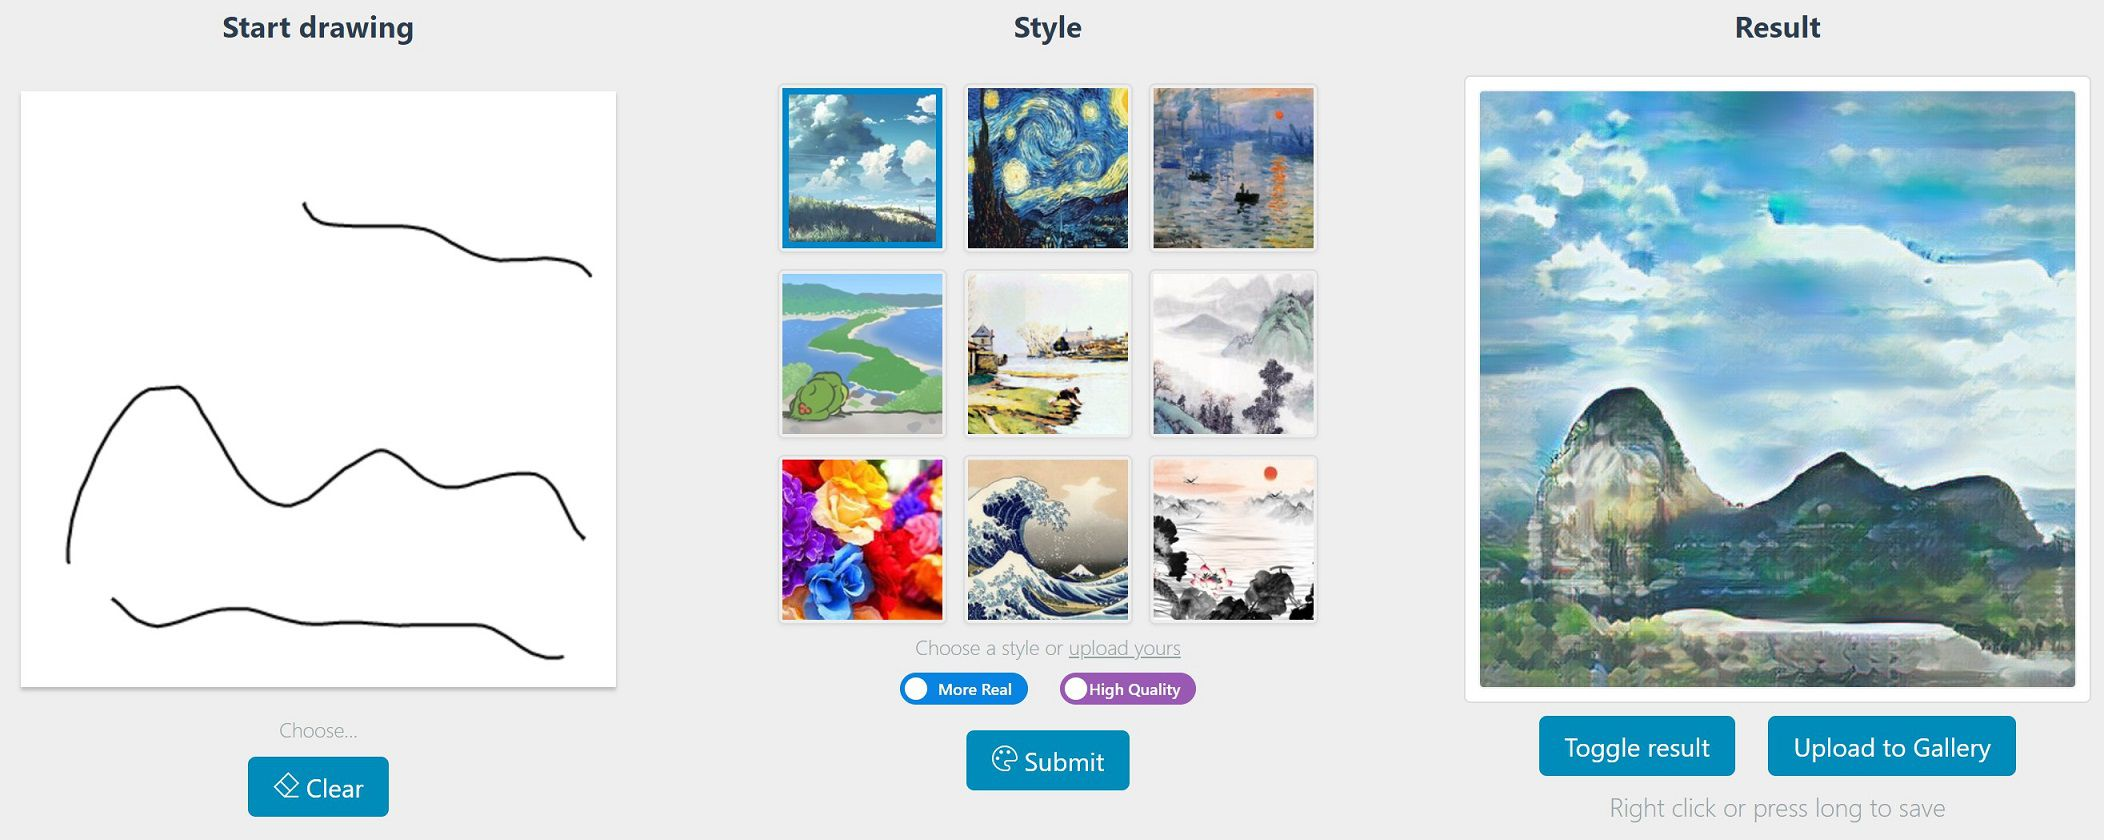 Start drawing
Style
Result
Choose a style or upload yours
More Real
High Quality
Choose...
Clear
Submit
Toggle result
Upload to Gallery
Right click or press long to save